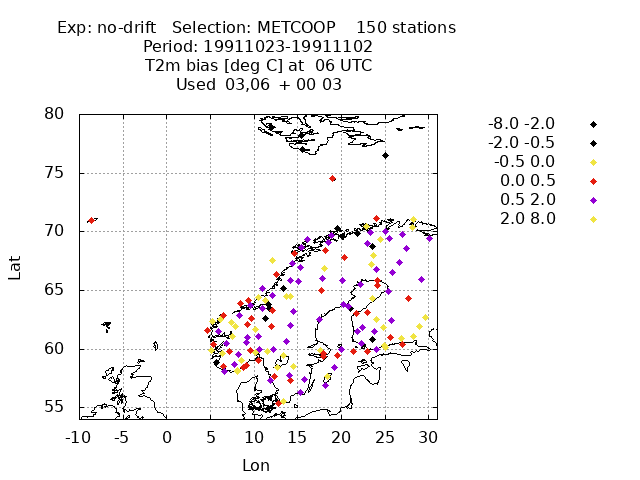 Exp: no-drift   Selection: METCOOP    150 stations
Period: 19911023-19911102
T2m bias [deg C] at  06 UTC
Used  03,06  + 00 03
80
75
70
65
60
55
-10 -5 0 5 10 15 20 25 30
Lat
Lon
-8.0 -2.0
-2.0 -0.5
-0.5 0.0
0.0 0.5
0.5 2.0
2.0 8.0